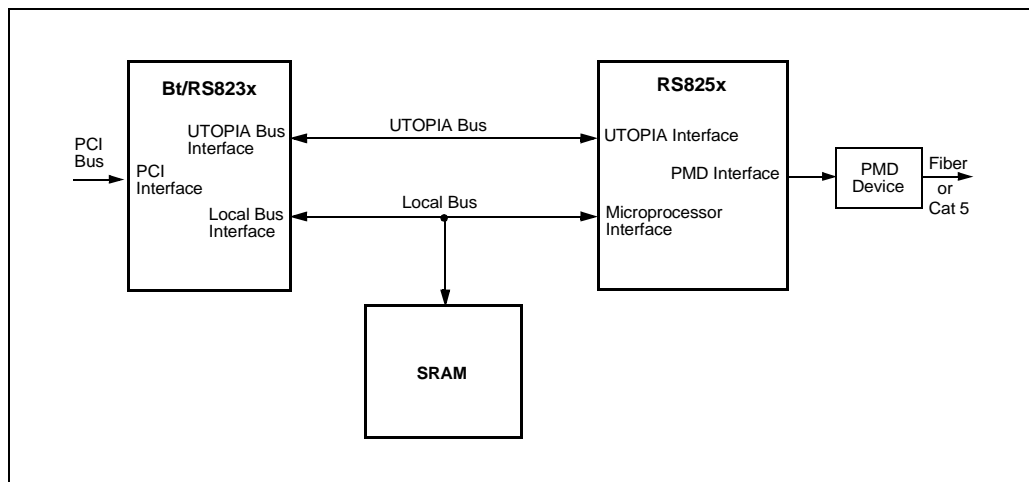 Bt/RS823x
RS825x
UTOPIA Bus
Interface
UTOPIA Bus
UTOPIA Interface
PCI
Bus
PCI
Interface
PMD Interface
PMD
Device
Fiber
or
Cat 5
Local Bus
Interface
Local Bus
Microprocessor
Interface
SRAM